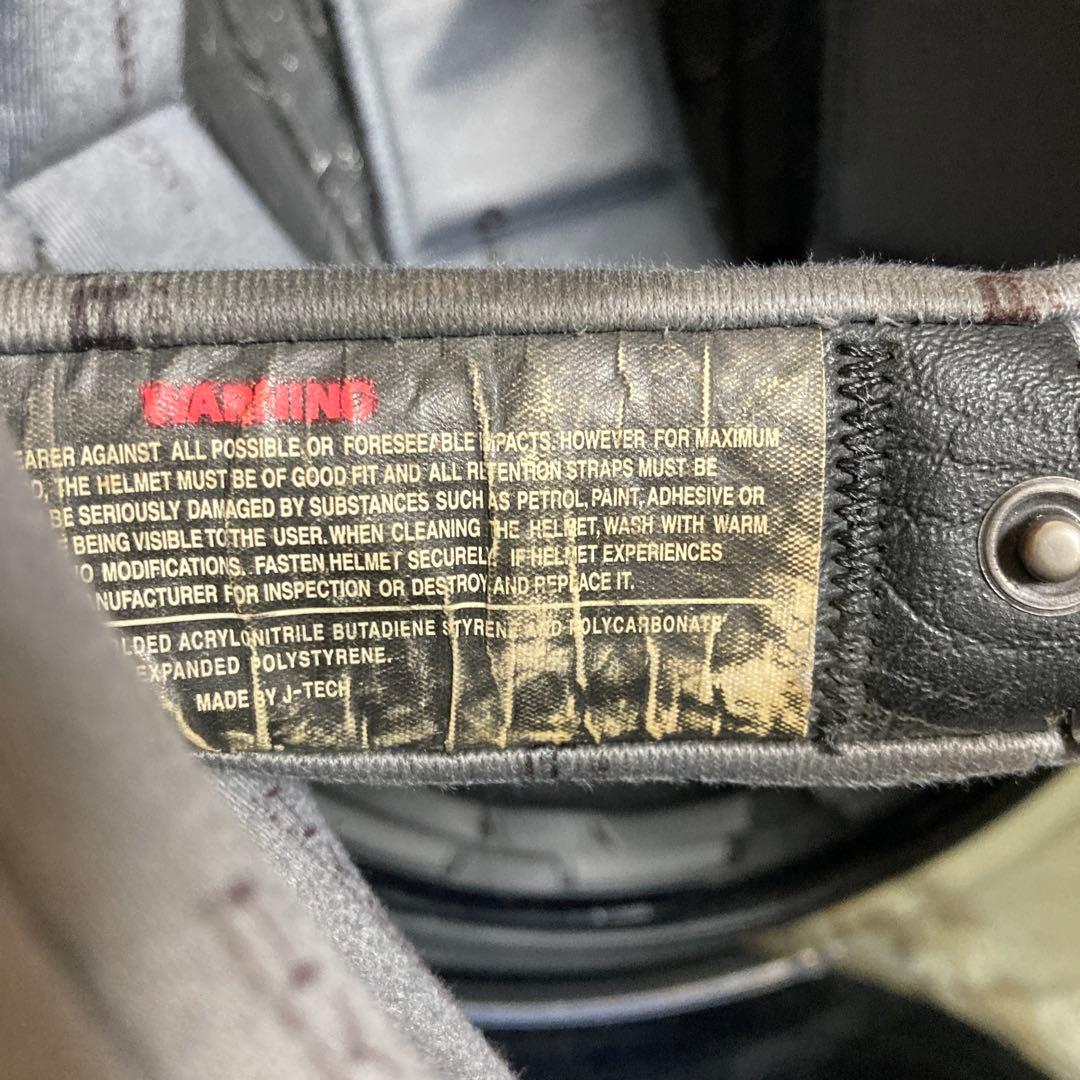 WARNING
EARER AGAINST ALL POSSIBLE OR FORESEEABLE IMPACTS. HOWEVER FOR MAXIMUM
D, THE HELMET MUST BE OF GOOD FIT AND ALL RETENTION STRAPS MUST BE
BE SERIOUSLY DAMAGED BY SUBSTANCES SUCH AS PETROL, PAINT, ADHESIVE OR
BEING VISIBLE TO THE USER. WHEN CLEANING THE HELMET, WASH WITH WARM
O MODIFICATIONS. FASTEN HELMET SECURELY. IF HELMET EXPERIENCES
NUFACTURER FOR INSPECTION OR DESTROY AND REPLACE IT.
LDED ACRYLONITRILE BUTADIENE STYRENE AND POLYCARBONATE
EXPANDED POLYSTYRENE.
MADE BY J-TECH